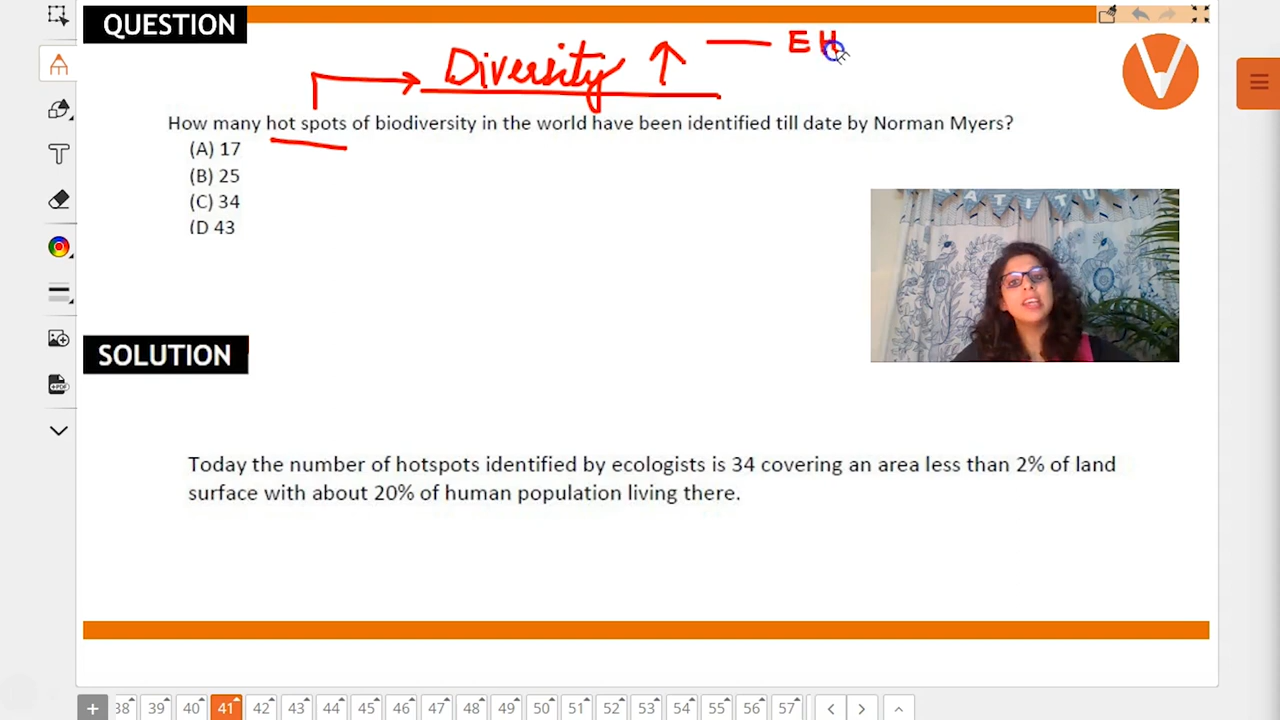 QUESTION
Diversity ↑ — EH
How many hot spots of biodiversity in the world have been identified till date by Norman Myers?
(A) 17
(B) 25
(C) 34
(D 43
SOLUTION
Today the number of hotspots identified by ecologists is 34 covering an area less than 2% of land
surface with about 20% of human population living there.
38 39 40 41 42 43 44 45 46 47 48 49 50 51 52 53 54 55 56 57